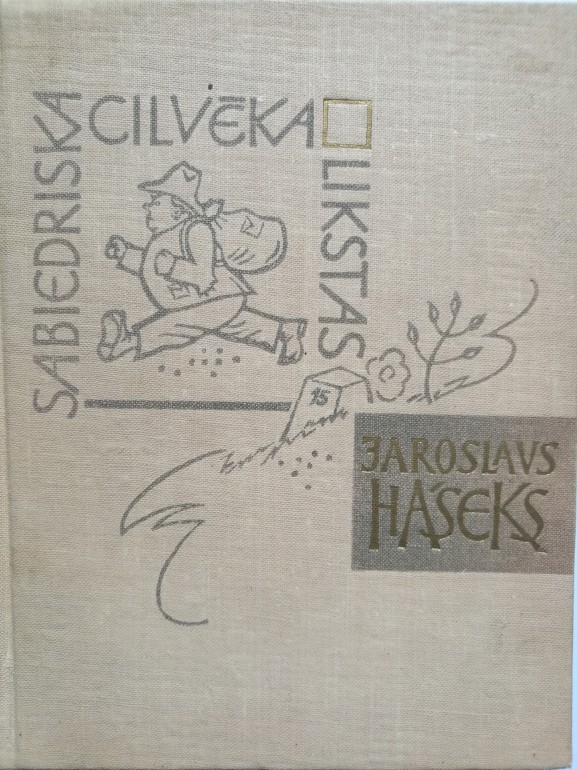 SABIEDRISKA
CILVĒKA
LIKSTAS
15
JAROSLAVS
HAŠEKS